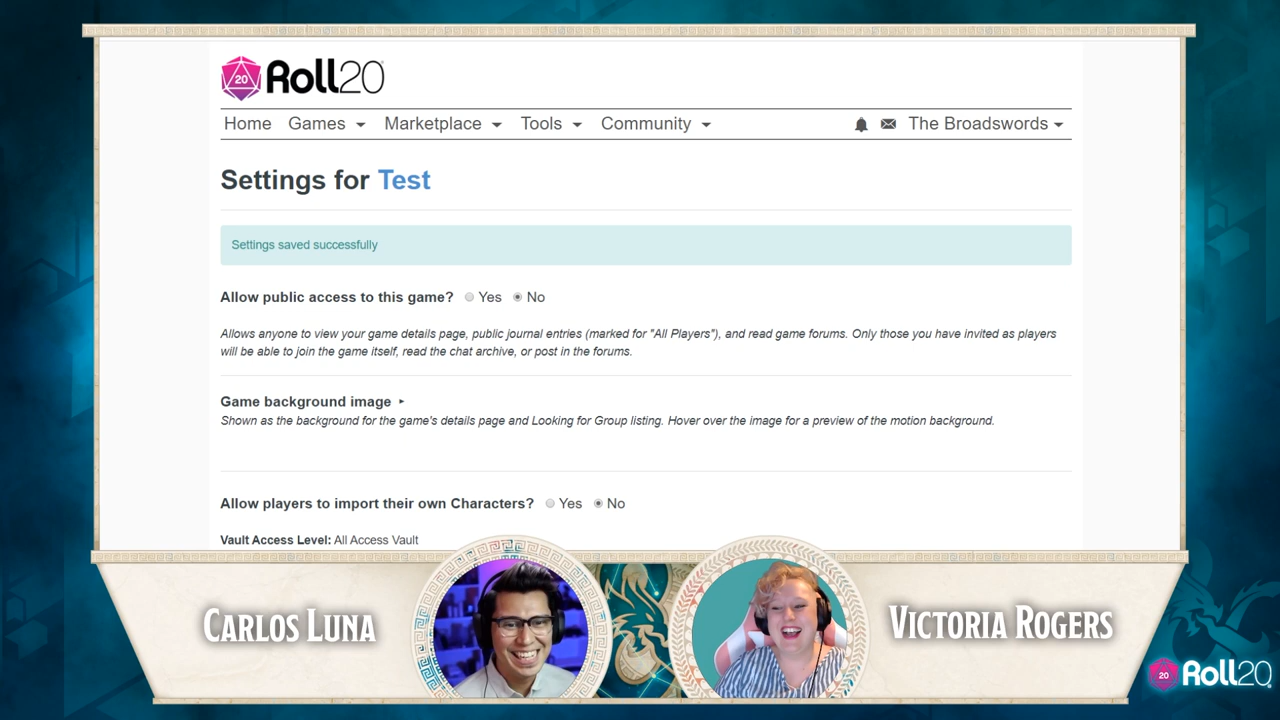 20 Roll20
Home Games Marketplace Tools Community The Broadswords
Settings for Test
Settings saved successfully
Allow public access to this game? Yes No
Allows anyone to view your game details page, public journal entries (marked for "All Players"), and read game forums. Only those you have invited as players
will be able to join the game itself, read the chat archive, or post in the forums.
Game background image
Shown as the background for the game's details page and Looking for Group listing. Hover over the image for a preview of the motion background.
Allow players to import their own Characters? Yes No
Vault Access Level: All Access Vault
Carlos Luna
Victoria Rogers
20 Roll20